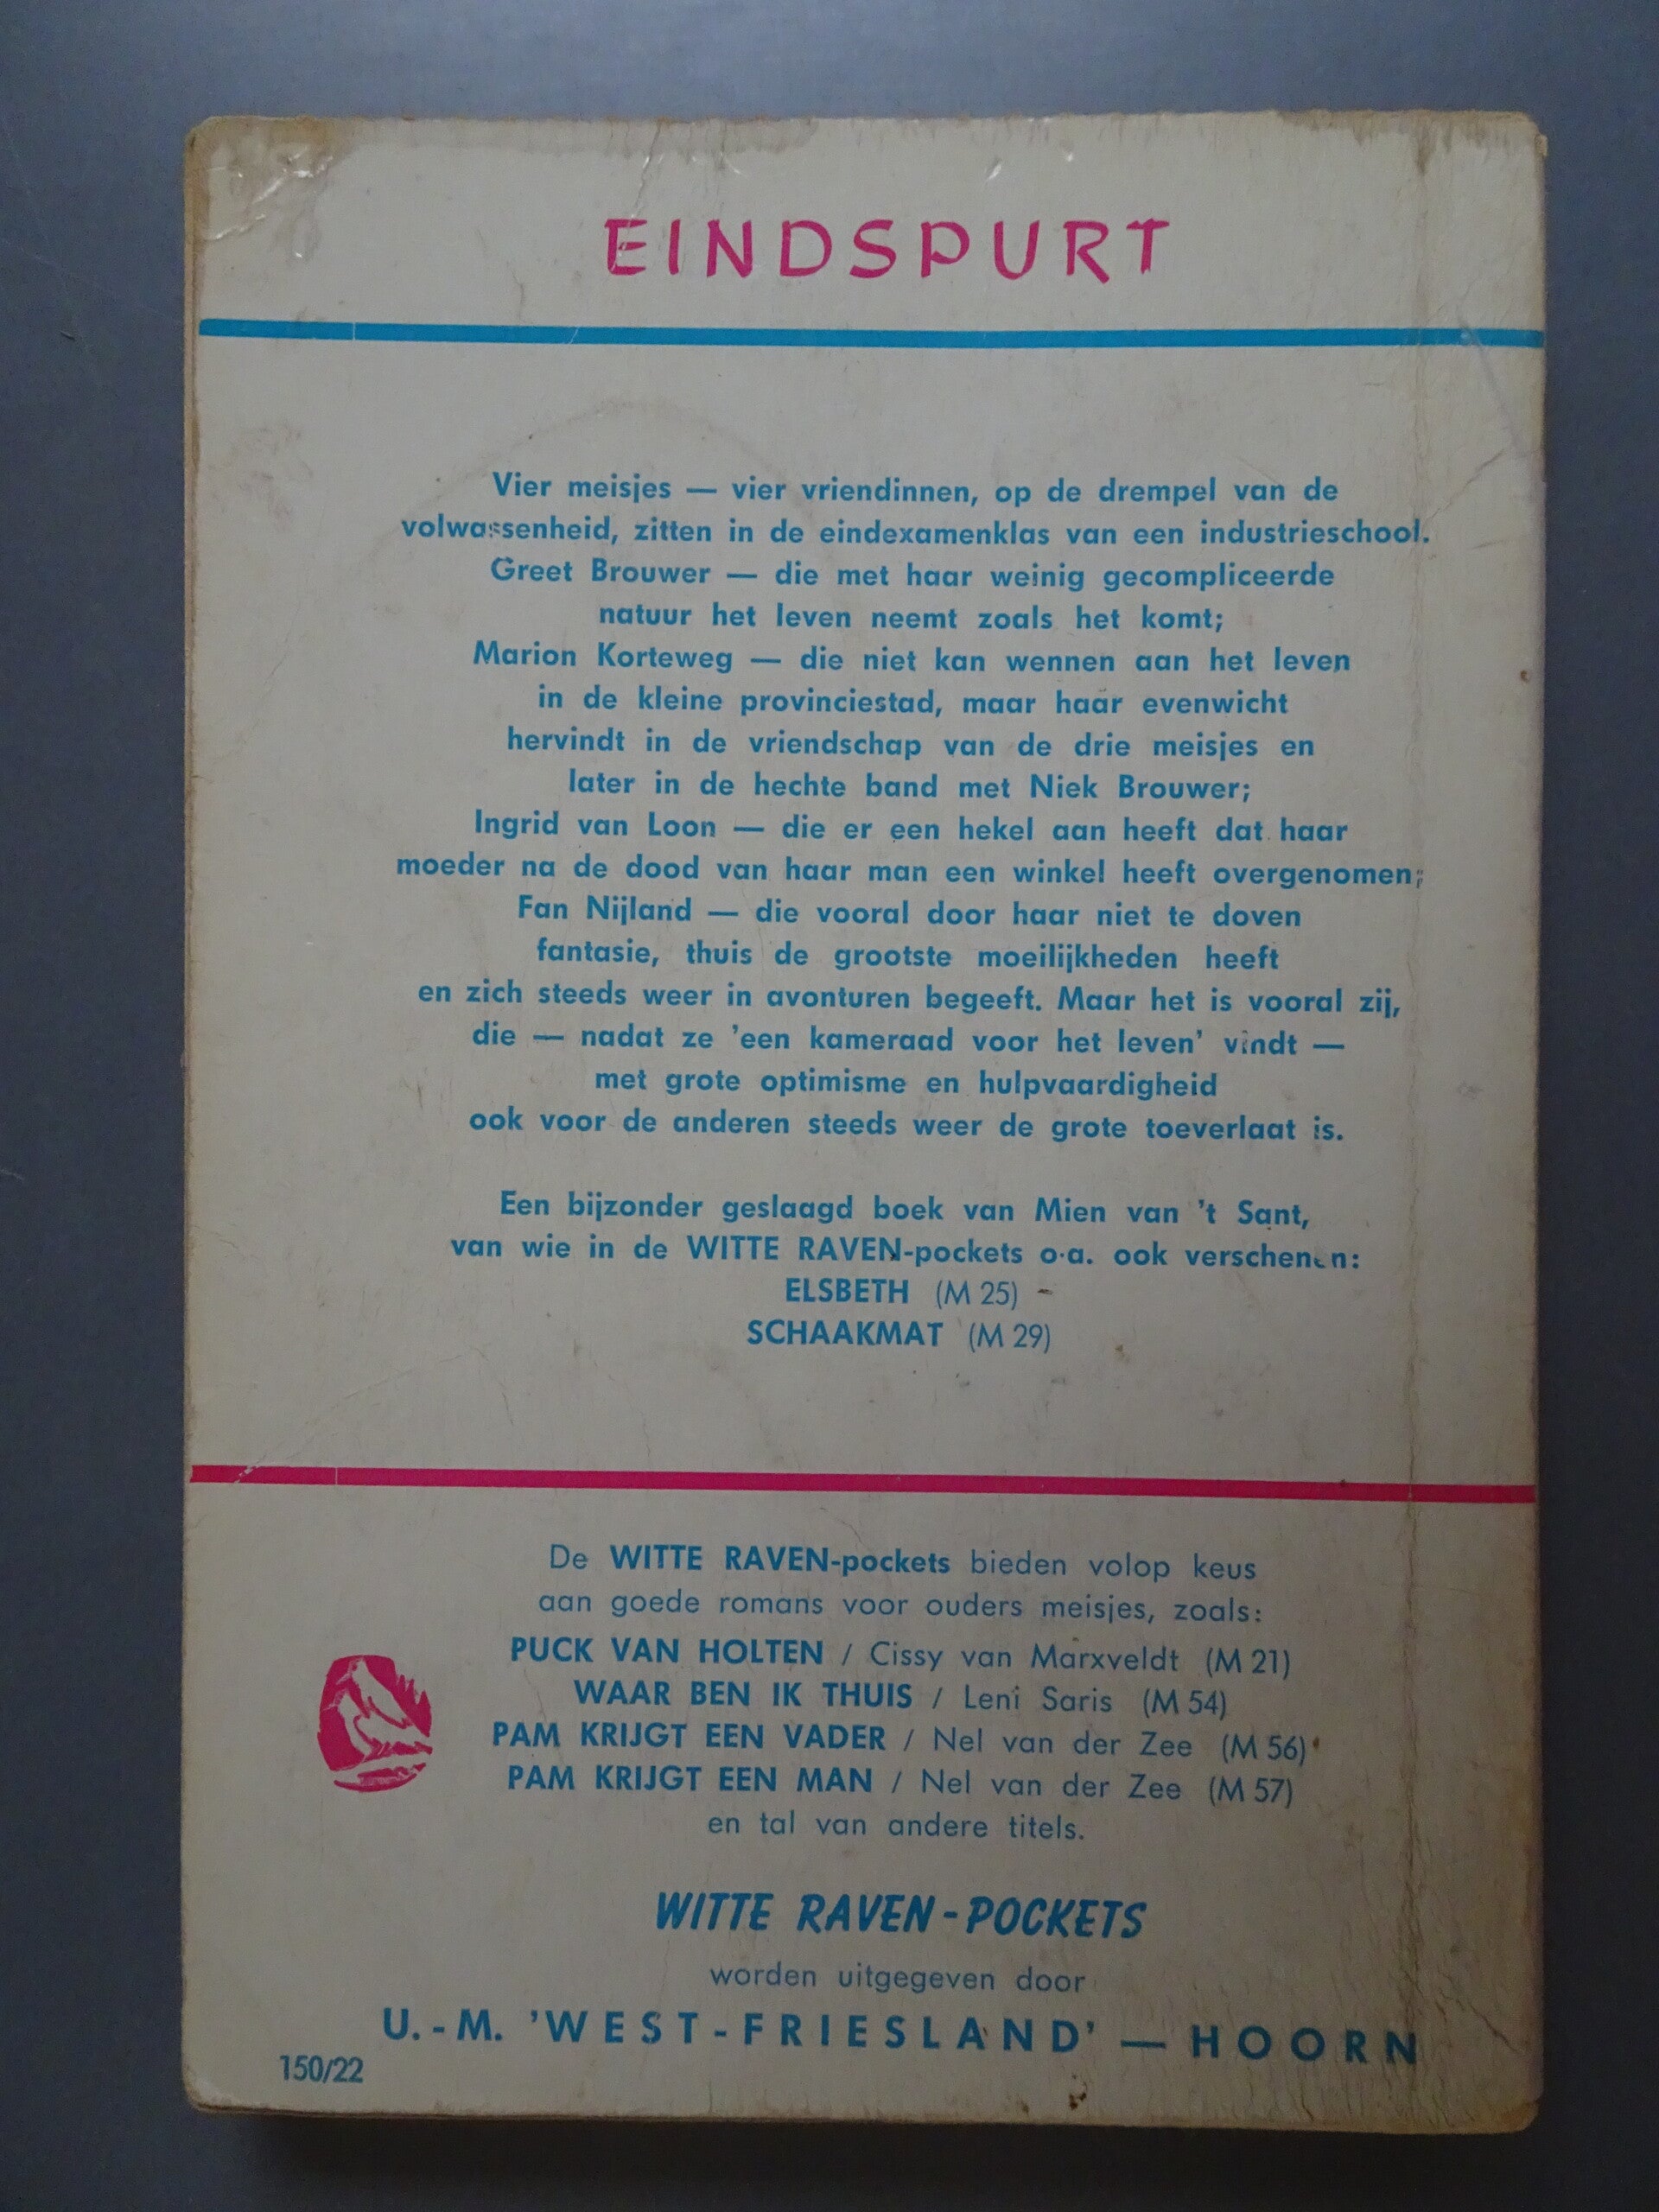 EINDSPURT
Vier meisjes — vier vriendinnen, op de drempel van de
volwassenheid, zitten in de eindexamenklas van een industrieschool.
Greet Brouwer — die met haar weinig gecompliceerde
natuur het leven neemt zoals het komt;
Marion Korteweg — die niet kan wennen aan het leven
in de kleine provinciestad, maar haar evenwicht
hervindt in de vriendschap van de drie meisjes en
later in de hechte band met Niek Brouwer;
Ingrid van Loon — die er een hekel aan heeft dat haar
moeder na de dood van haar man een winkel heeft overgenomen;
Fan Nijland — die vooral door haar niet te doven
fantasie, thuis de grootste moeilijkheden heeft
en zich steeds weer in avonturen begeeft. Maar het is vooral zij,
die — nadat ze 'een kameraad voor het leven' vindt —
met grote optimisme en hulpvaardigheid
ook voor de anderen steeds weer de grote toeverlaat is.
Een bijzonder geslaagd boek van Mien van 't Sant,
van wie in de WITTE RAVEN-pockets o.a. ook verschenen:
ELSBETH (M 25)
SCHAAKMAT (M 29)
De WITTE RAVEN-pockets bieden volop keus
aan goede romans voor ouders meisjes, zoals:
PUCK VAN HOLTEN / Cissy van Marxveldt (M 21)
WAAR BEN IK THUIS / Leni Saris (M 54)
PAM KRIJGT EEN VADER / Nel van der Zee (M 56)
PAM KRIJGT EEN MAN / Nel van der Zee (M 57)
en tal van andere titels.
WITTE RAVEN-POCKETS
worden uitgegeven door
U.-M. 'WEST-FRIESLAND' — HOORN
150/22